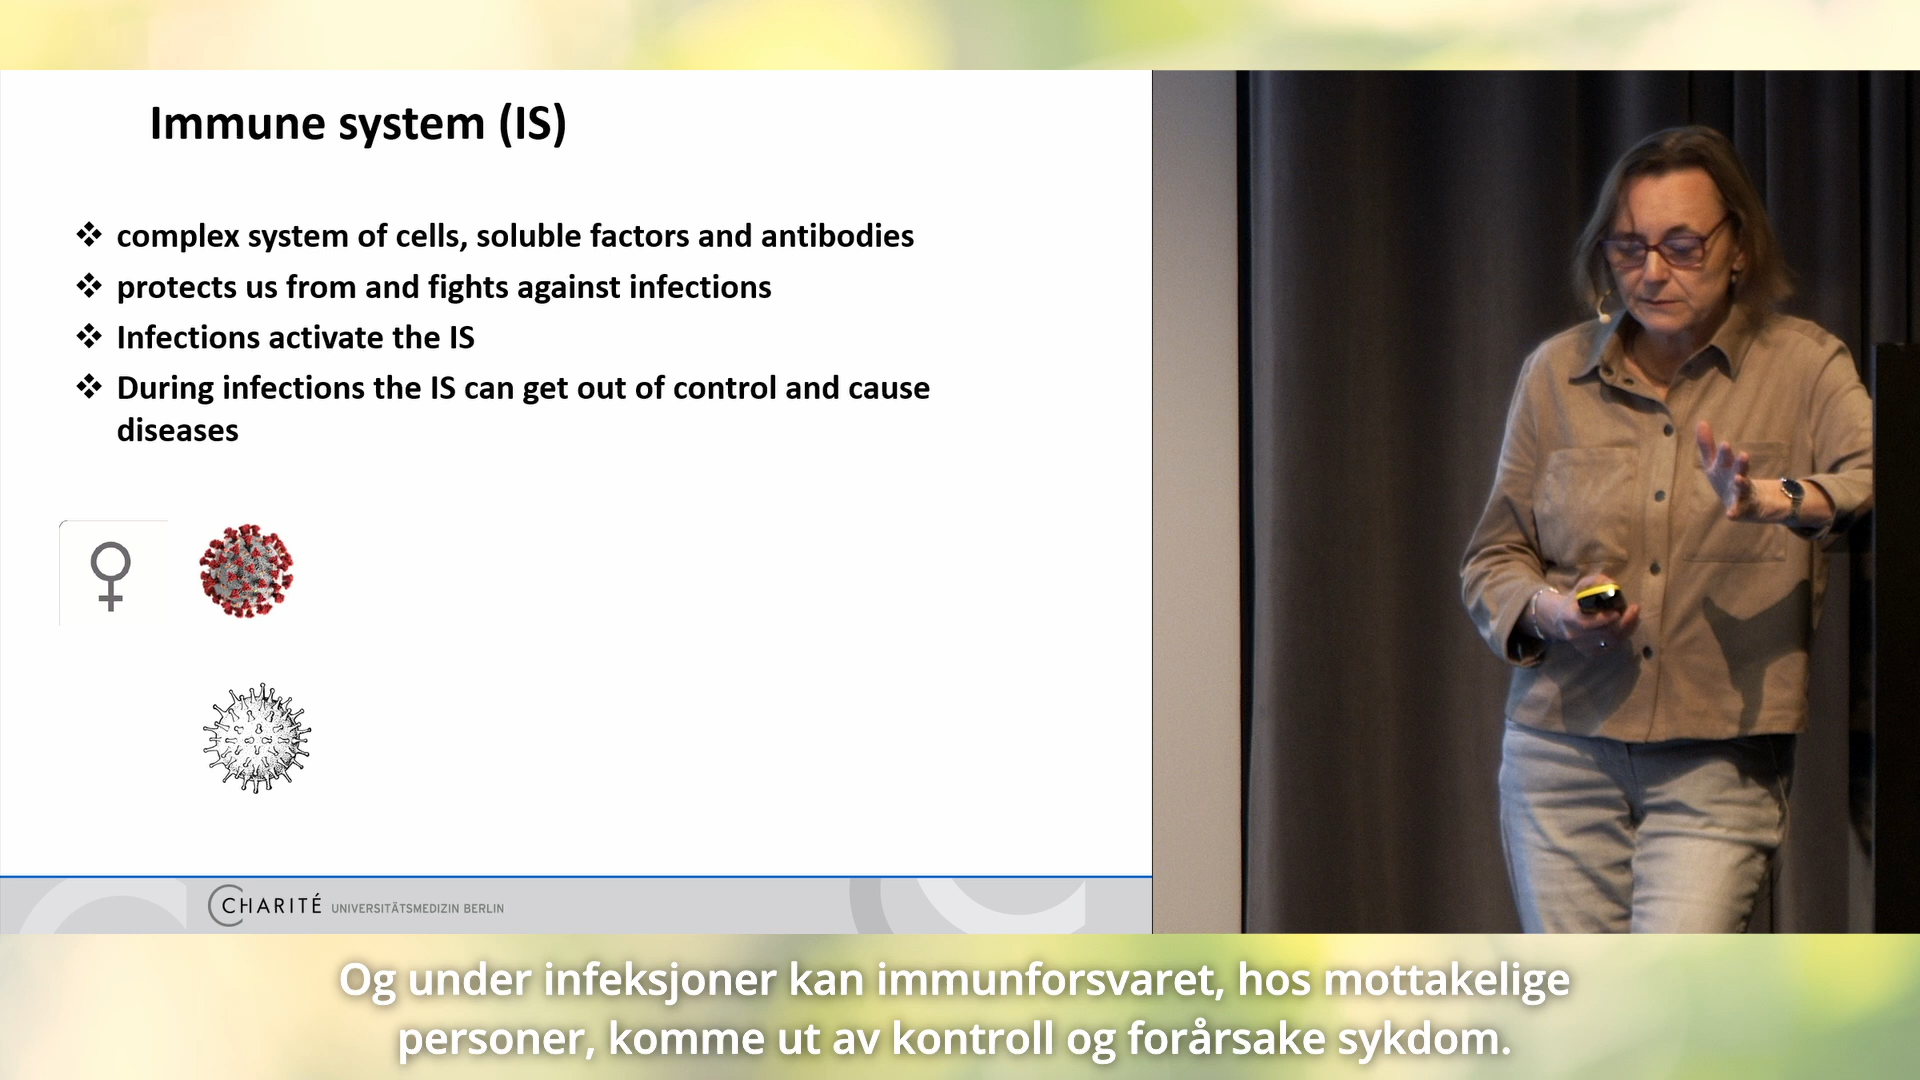 Immune system (IS)
❖ complex system of cells, soluble factors and antibodies
❖ protects us from and fights against infections
❖ Infections activate the IS
❖ During infections the IS can get out of control and cause
diseases
CHARITÉ UNIVERSITÄTSMEDIZIN BERLIN
Og under infeksjoner kan immunforsvaret, hos mottakelige
personer, komme ut av kontroll og forårsake sykdom.